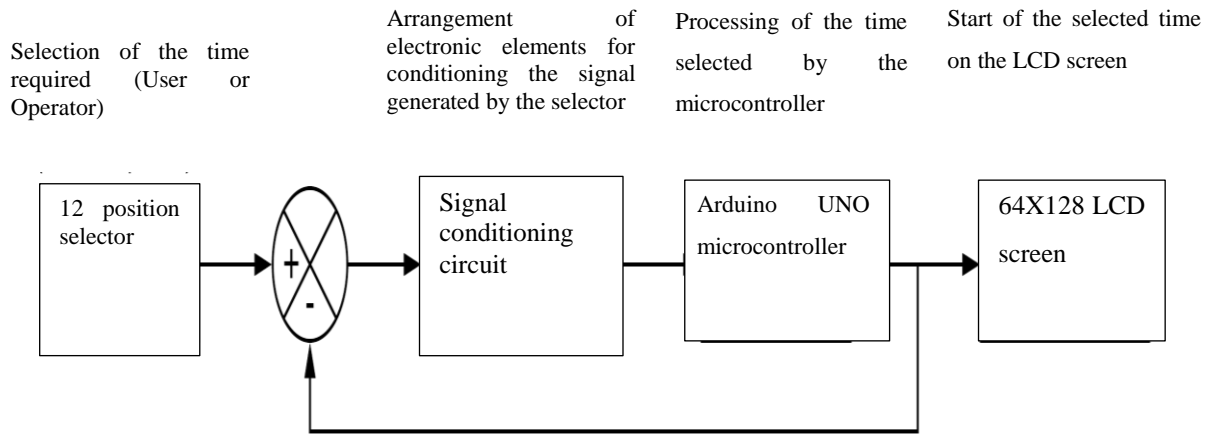 Selection of the time
required (User or
Operator)
Arrangement of
electronic elements for
conditioning the signal
generated by the selector
Processing of the time
selected by the
microcontroller
Start of the selected time
on the LCD screen
12 position
selector
+
-
Signal
conditioning
circuit
Arduino UNO
microcontroller
64X128 LCD
screen